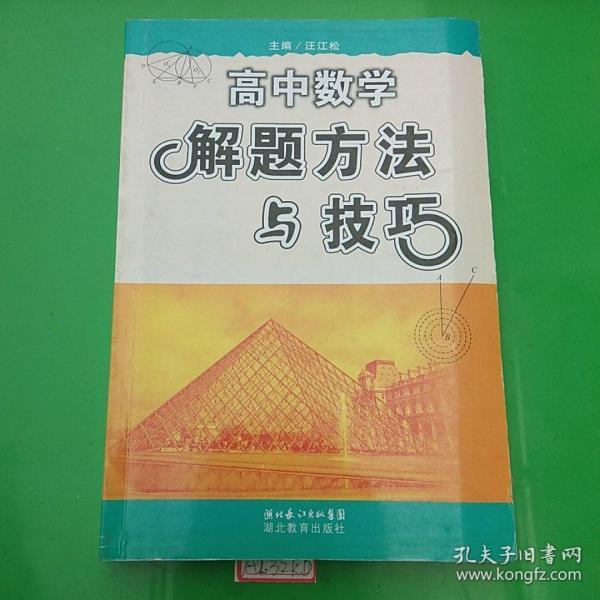 主编/汪江松
高中数学
解题方法
与技巧
A
C
B
湖北长江出版集团
湖北教育出版社
孔夫子旧书网
www.kongfz.com